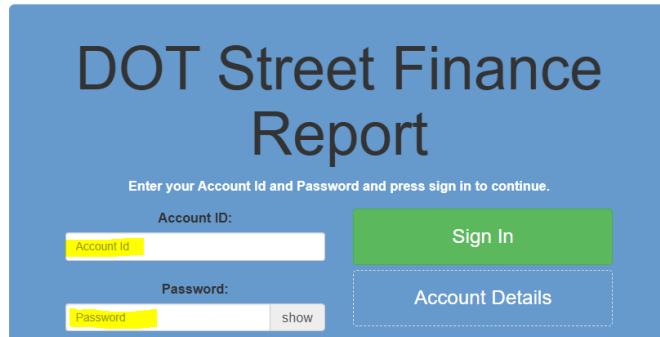 DOT Street Finance
Report
Enter your Account Id and Password and press sign in to continue.
Account ID:
Account Id
Sign In
Password:
Password
show
Account Details